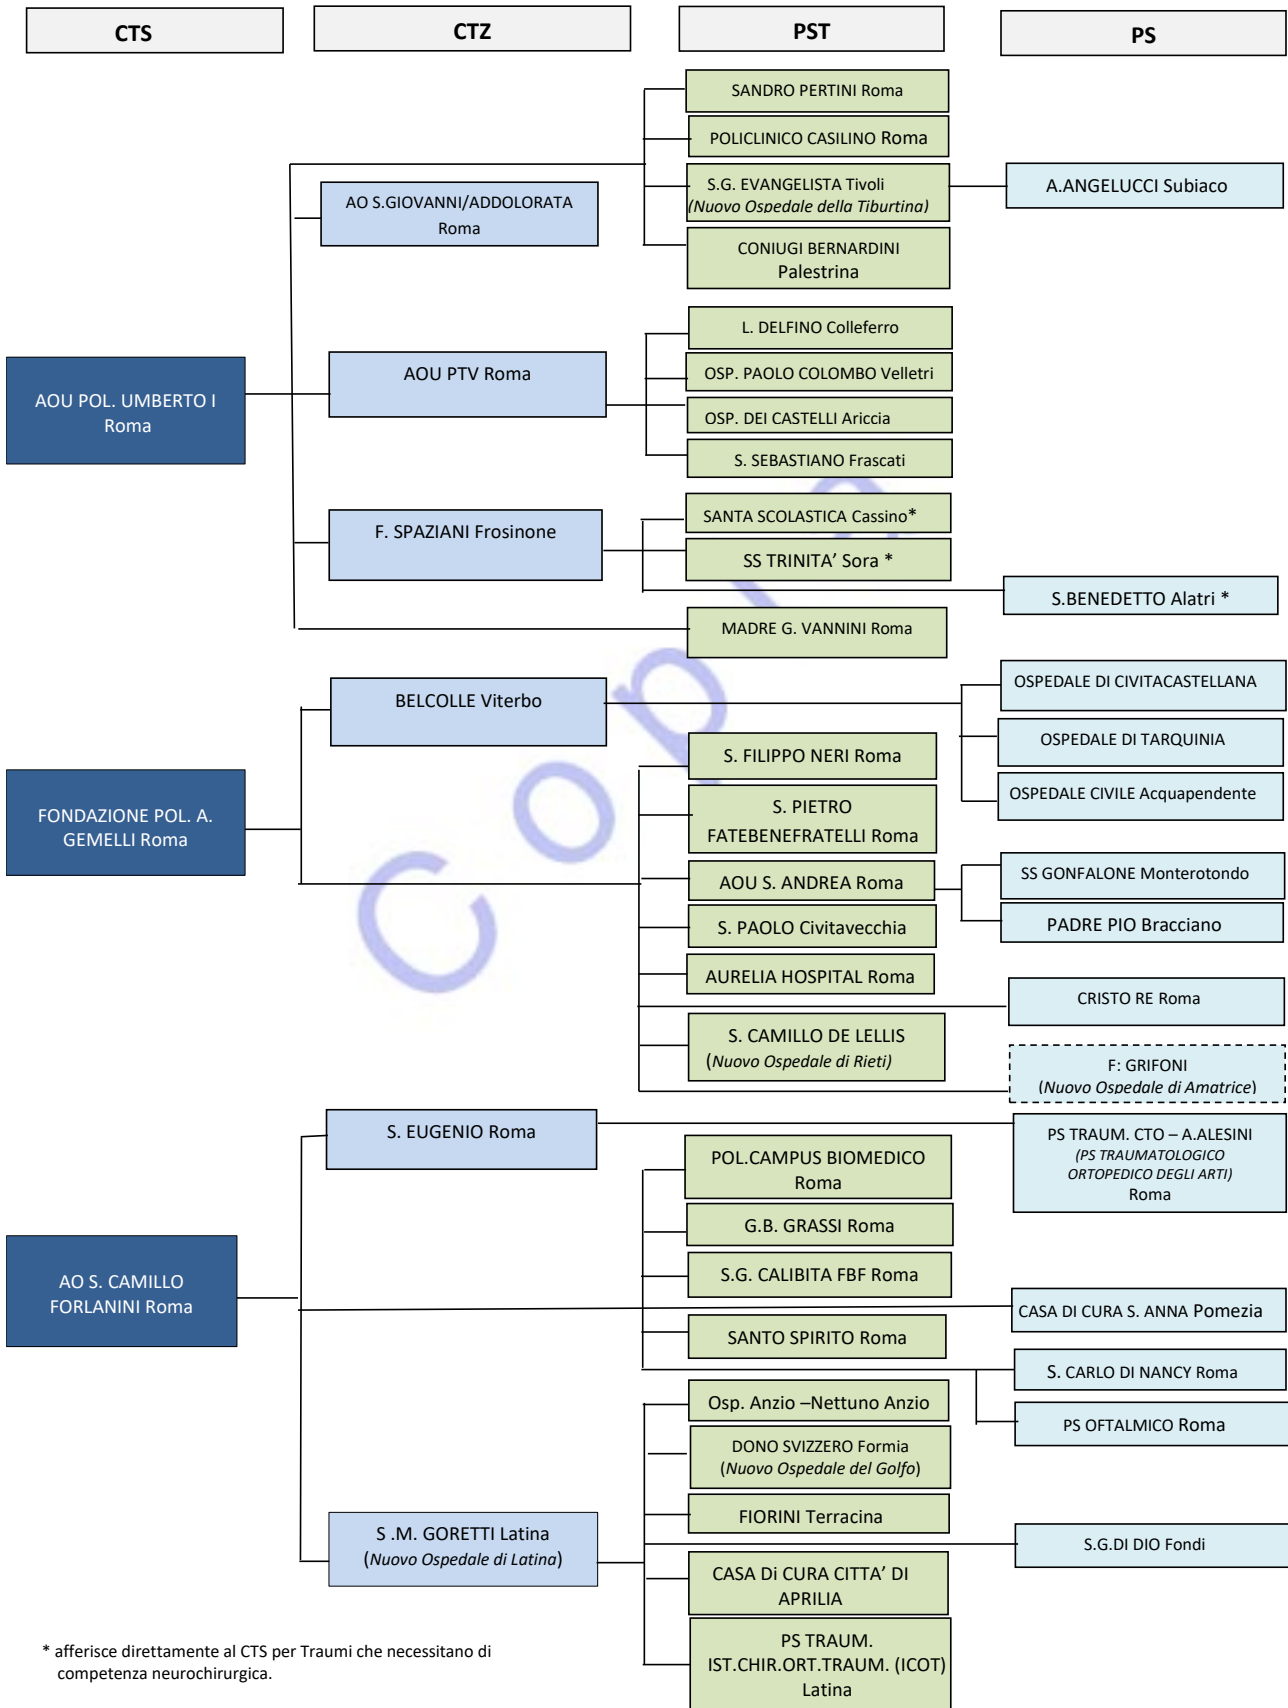 CTS
CTZ
PST
PS
SANDRO PERTINI Roma
POLICLINICO CASILINO Roma
S.G. EVANGELISTA Tivoli
(Nuovo Ospedale della Tiburtina)
A.ANGELUCCI Subiaco
AO S.GIOVANNI/ADDOLORATA
Roma
CONIUGI BERNARDINI
Palestrina
L. DELFINO Colleferro
AOU PTV Roma
OSP. PAOLO COLOMBO Velletri
AOU POL. UMBERTO I
Roma
OSP. DEI CASTELLI Ariccia
S. SEBASTIANO Frascati
SANTA SCOLASTICA Cassino*
F. SPAZIANI Frosinone
SS TRINITA’ Sora *
S.BENEDETTO Alatri *
MADRE G. VANNINI Roma
BELCOLLE Viterbo
OSPEDALE DI CIVITACASTELLANA
OSPEDALE DI TARQUINIA
S. FILIPPO NERI Roma
OSPEDALE CIVILE Acquapendente
FONDAZIONE POL. A.
GEMELLI Roma
S. PIETRO
FATEBENEFRATELLI Roma
AOU S. ANDREA Roma
SS GONFALONE Monterotondo
S. PAOLO Civitavecchia
PADRE PIO Bracciano
AURELIA HOSPITAL Roma
CRISTO RE Roma
S. CAMILLO DE LELLIS
(Nuovo Ospedale di Rieti)
F: GRIFONI
(Nuovo Ospedale di Amatrice)
S. EUGENIO Roma
PS TRAUM. CTO – A.ALESINI
(PS TRAUMATOLOGICO
ORTOPEDICO DEGLI ARTI)
Roma
POL.CAMPUS BIOMEDICO
Roma
G.B. GRASSI Roma
AO S. CAMILLO
FORLANINI Roma
S.G. CALIBITA FBF Roma
CASA DI CURA S. ANNA Pomezia
SANTO SPIRITO Roma
S. CARLO DI NANCY Roma
Osp. Anzio –Nettuno Anzio
PS OFTALMICO Roma
DONO SVIZZERO Formia
(Nuovo Ospedale del Golfo)
FIORINI Terracina
S .M. GORETTI Latina
(Nuovo Ospedale di Latina)
S.G.DI DIO Fondi
CASA Di CURA CITTA’ DI
APRILIA
PS TRAUM.
IST.CHIR.ORT.TRAUM. (ICOT)
Latina
* afferisce direttamente al CTS per Traumi che necessitano di
competenza neurochirurgica.
Copia